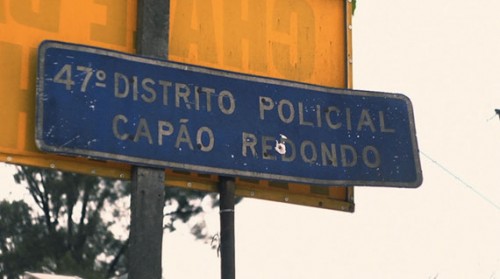 47º DISTRITO POLICIAL
CAPÃO REDONDO